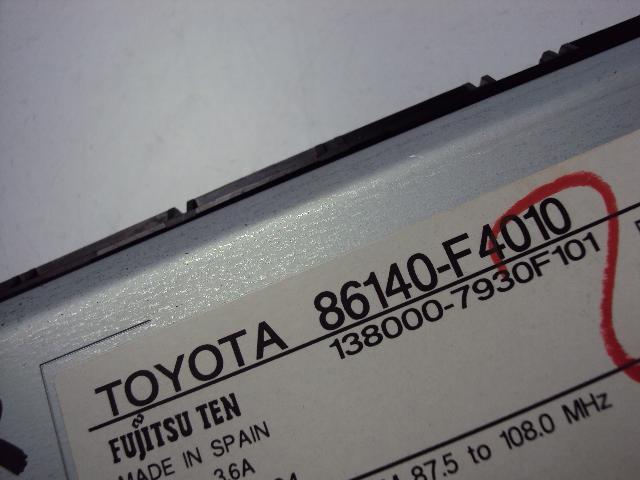 TOYOTA 86140-F4010
138000-7930F101
FUJITSU TEN
MADE IN SPAIN
3.6A
87.5 to 108.0 MHz